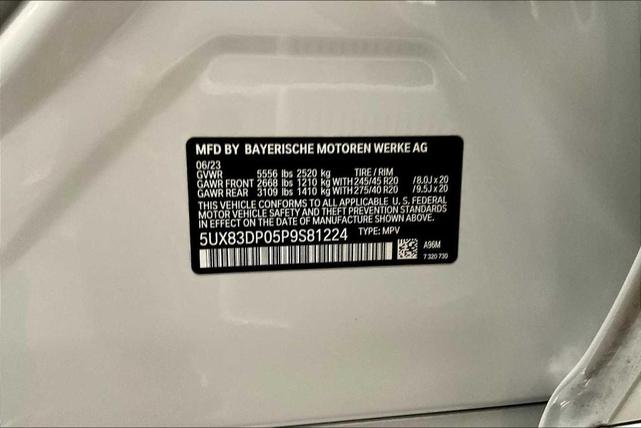 MFD BY BAYERISCHE MOTOREN WERKE AG
06/23
GVWR 5556 lbs 2520 kg TIRE / RIM
GAWR FRONT 2668 lbs 1210 kg WITH 245/45 R20 /8.0J x 20
GAWR REAR 3109 lbs 1410 kg WITH 275/40 R20 /9.5J x 20
THIS VEHICLE CONFORMS TO ALL APPLICABLE U. S. FEDERAL
MOTOR VEHICLE SAFETY AND THEFT PREVENTION STANDARDS
IN EFFECT ON THE DATE OF MANUFACTURE SHOWN ABOVE.
5UX83DP05P9S81224 TYPE: MPV
A96M
7 320 730